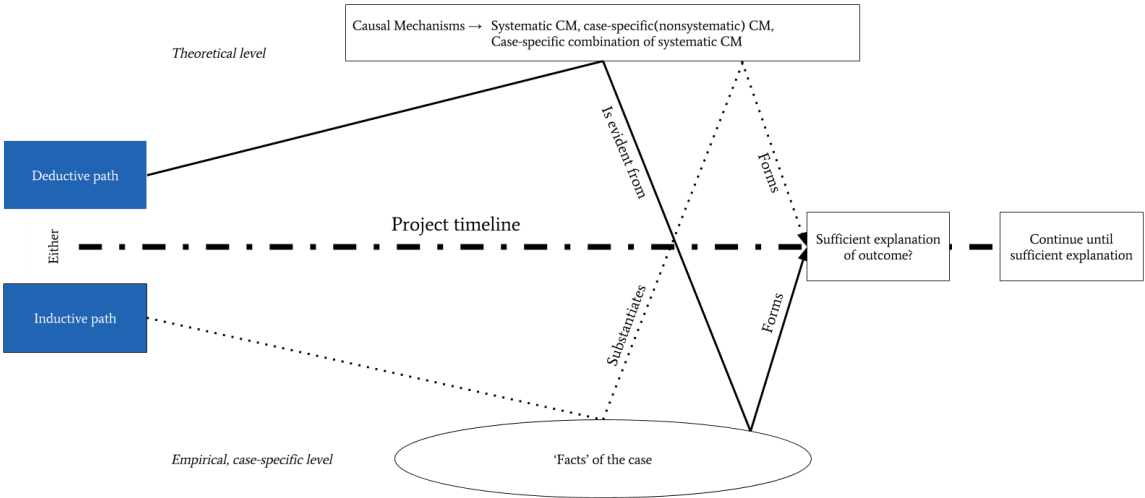 Causal Mechanisms → Systematic CM, case-specific(nonsystematic) CM,
Case-specific combination of systematic CM
Theoretical level
Is evident from
Forms
Deductive path
Project timeline
Either
Sufficient explanation
of outcome?
Continue until
sufficient explanation
Inductive path
Substantiates
Forms
Empirical, case-specific level
‘Facts’ of the case